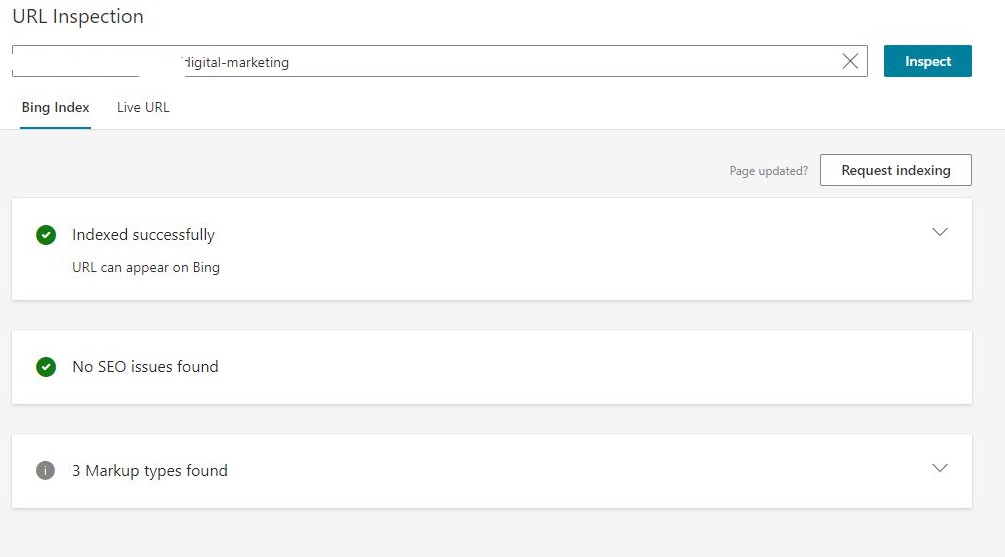 URL Inspection
/digital-marketing
Inspect
Bing Index
Live URL
Page updated?
Request indexing
Indexed successfully
URL can appear on Bing
No SEO issues found
3 Markup types found